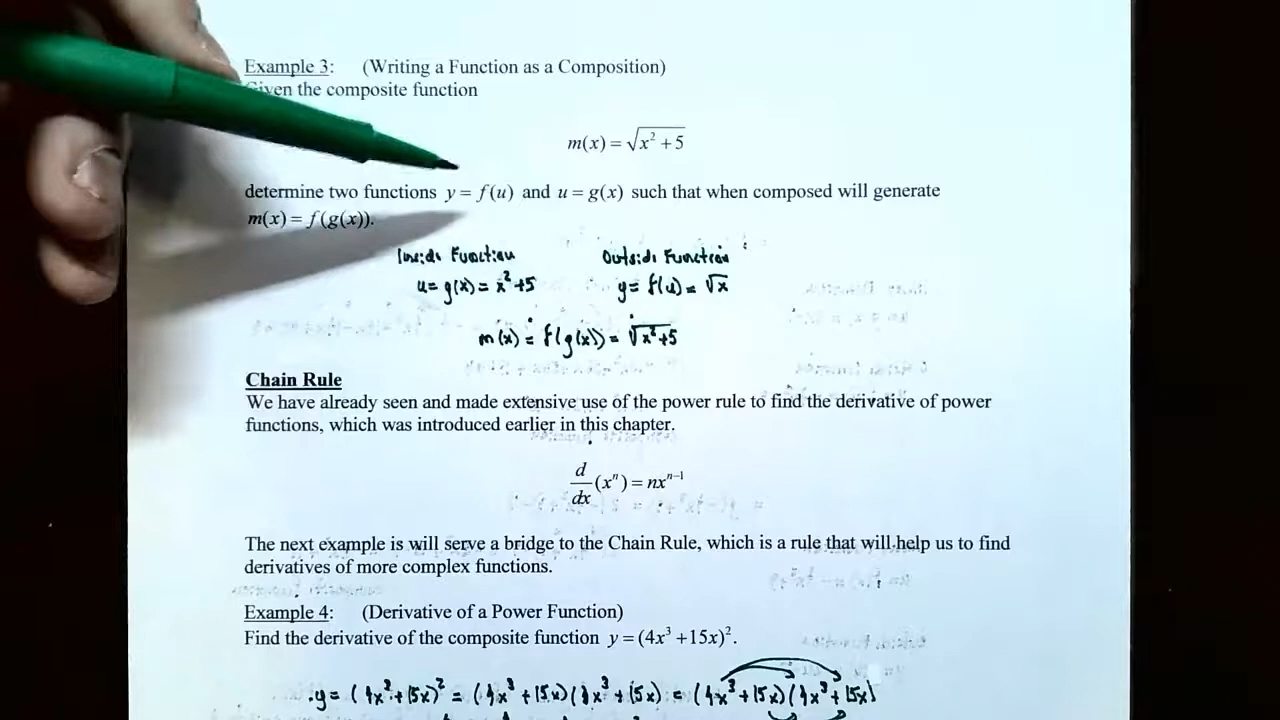 Example 3: (Writing a Function as a Composition)
Given the composite function
m(x) = √(x² + 5)
determine two functions y = f(u) and u = g(x) such that when composed will generate
m(x) = f(g(x)).
Inside Function Outside Function
u = g(x) = x² + 5 y = f(u) = √x
m(x) = f(g(x)) = √(x² + 5)
Chain Rule
We have already seen and made extensive use of the power rule to find the derivative of power
functions, which was introduced earlier in this chapter.
d/dx (xⁿ) = nxⁿ⁻¹
The next example is will serve a bridge to the Chain Rule, which is a rule that will help us to find
derivatives of more complex functions.
Example 4: (Derivative of a Power Function)
Find the derivative of the composite function y = (4x³ + 15x)².
y = (4x² + 15x)² = (4x³ + 15x)(4x³ + 15x) = (4x³ + 15x)(4x³ + 15x)